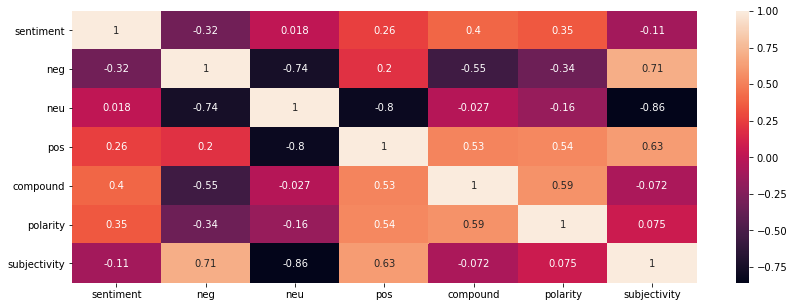 sentiment 1 -0.32 0.018 0.26 0.4 0.35 -0.11
neg -0.32 1 -0.74 0.2 -0.55 -0.34 0.71
neu 0.018 -0.74 1 -0.8 -0.027 -0.16 -0.86
pos 0.26 0.2 -0.8 1 0.53 0.54 0.63
compound 0.4 -0.55 -0.027 0.53 1 0.59 -0.072
polarity 0.35 -0.34 -0.16 0.54 0.59 1 0.075
subjectivity -0.11 0.71 -0.86 0.63 -0.072 0.075 1
sentiment neg neu pos compound polarity subjectivity
1.00
0.75
0.50
0.25
0.00
-0.25
-0.50
-0.75